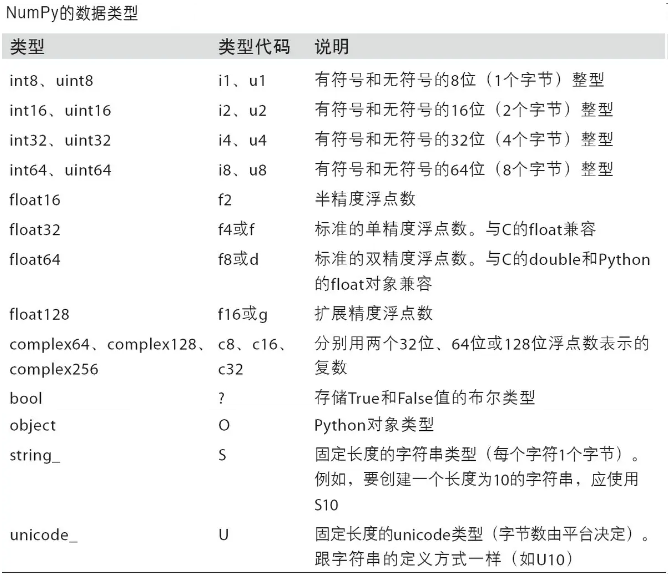 NumPy的数据类型
类型 类型代码 说明
int8、uint8 i1、u1 有符号和无符号的8位（1个字节）整型
int16、uint16 i2、u2 有符号和无符号的16位（2个字节）整型
int32、uint32 i4、u4 有符号和无符号的32位（4个字节）整型
int64、uint64 i8、u8 有符号和无符号的64位（8个字节）整型
float16 f2 半精度浮点数
float32 f4或f 标准的单精度浮点数。与C的float兼容
float64 f8或d 标准的双精度浮点数。与C的double和Python
的float对象兼容
float128 f16或g 扩展精度浮点数
complex64、complex128、 c8、c16、 分别用两个32位、64位或128位浮点数表示的
complex256 c32 复数
bool ? 存储True和False值的布尔类型
object O Python对象类型
string_ S 固定长度的字符串类型（每个字符1个字节）。
例如，要创建一个长度为10的字符串，应使用
S10
unicode_ U 固定长度的unicode类型（字节数由平台决定）。
跟字符串的定义方式一样（如U10）